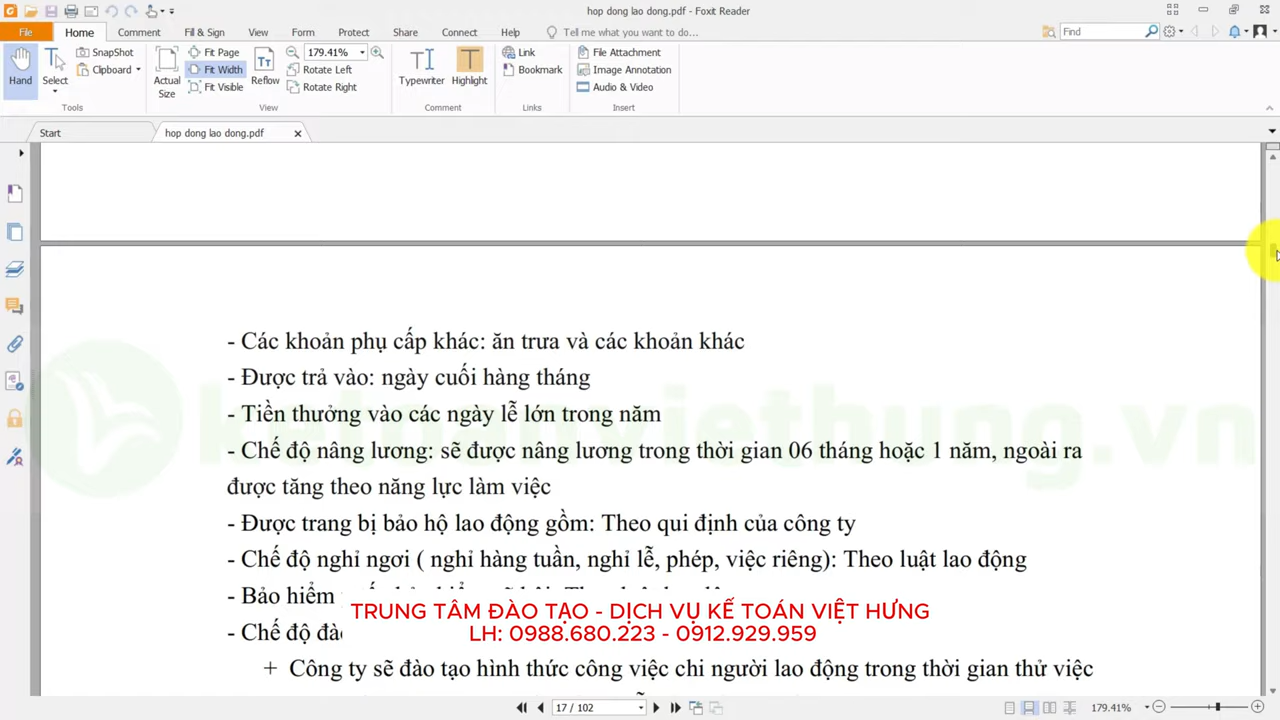 hop dong lao dong.pdf - Foxit Reader
File Home Comment Fill & Sign View Form Protect Share Connect Help Tell me what you want to do... Find
SnapShot Fit Page 179.41% Link File Attachment
Hand Select Clipboard Actual Size Fit Width Reflow Rotate Left Typewriter Highlight Bookmark Image Annotation
Fit Visible Rotate Right Audio & Video
Tools View Comment Links Insert
Start hop dong lao dong.pdf
- Các khoản phụ cấp khác: ăn trưa và các khoản khác
- Được trả vào: ngày cuối hàng tháng
- Tiền thưởng vào các ngày lễ lớn trong năm
ketoanviethung.vn
- Chế độ nâng lương: sẽ được nâng lương trong thời gian 06 tháng hoặc 1 năm, ngoài ra
được tăng theo năng lực làm việc
- Được trang bị bảo hộ lao động gồm: Theo qui định của công ty
- Chế độ nghỉ ngơi ( nghỉ hàng tuần, nghỉ lễ, phép, việc riêng): Theo luật lao động
- Bảo hiểm
TRUNG TÂM ĐÀO TẠO - DỊCH VỤ KẾ TOÁN VIỆT HƯNG
- Chế độ
LH: 0988.680.223 - 0912.929.959
+ Công ty sẽ đào tạo hình thức công việc chi người lao động trong thời gian thử việc
17 / 102 179.41%